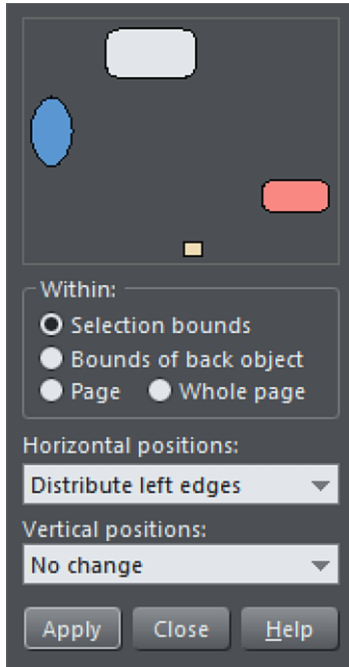 Within:
Selection bounds
Bounds of back object
Page Whole page
Horizontal positions:
Distribute left edges
Vertical positions:
No change
Apply Close Help